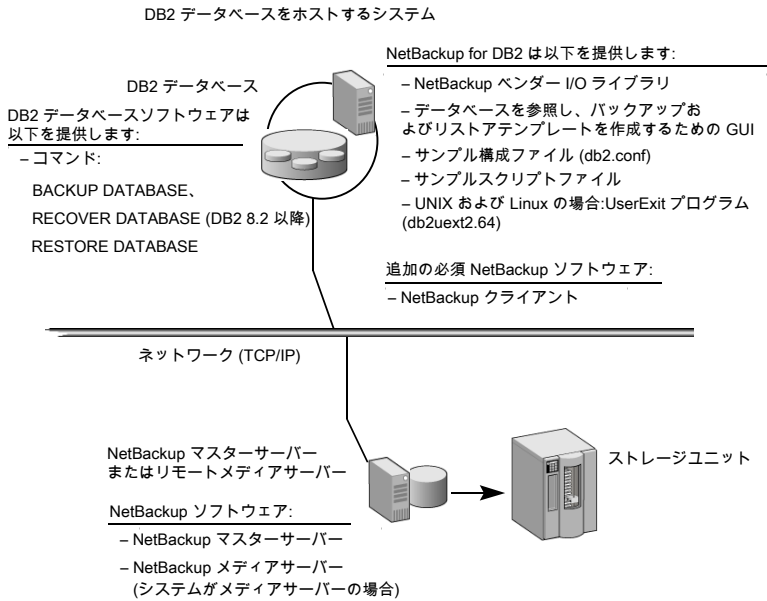 DB2 データベースをホストするシステム
DB2 データベース
DB2 データベースソフトウェアは
以下を提供します:
– コマンド:
BACKUP DATABASE、
RECOVER DATABASE (DB2 8.2 以降)
RESTORE DATABASE
NetBackup for DB2 は以下を提供します:
– NetBackup ベンダー I/O ライブラリ
– データベースを参照し、バックアップお
よびリストアテンプレートを作成するための GUI
– サンプル構成ファイル (db2.conf)
– サンプルスクリプトファイル
– UNIX および Linux の場合:UserExit プログラム
(db2uext2.64)
追加の必須 NetBackup ソフトウェア:
– NetBackup クライアント
ネットワーク (TCP/IP)
NetBackup マスターサーバー
またはリモートメディアサーバー
NetBackup ソフトウェア:
– NetBackup マスターサーバー
– NetBackup メディアサーバー
(システムがメディアサーバーの場合)
ストレージユニット